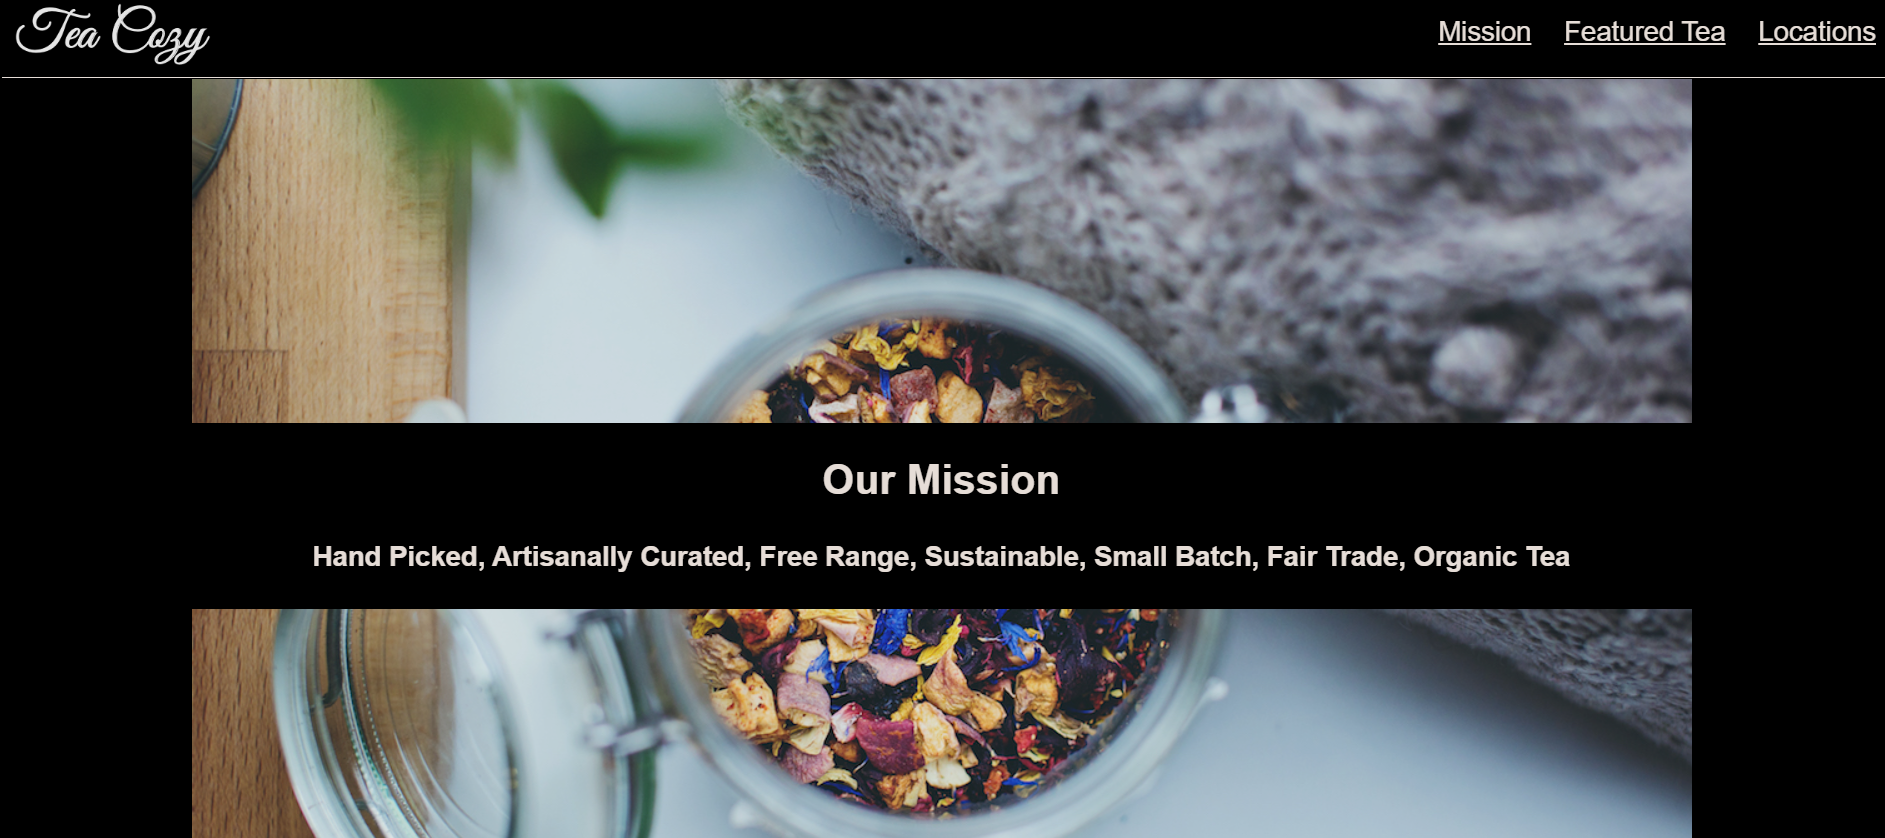 Tea Cozy
Mission Featured Tea Locations
Our Mission
Hand Picked, Artisanally Curated, Free Range, Sustainable, Small Batch, Fair Trade, Organic Tea